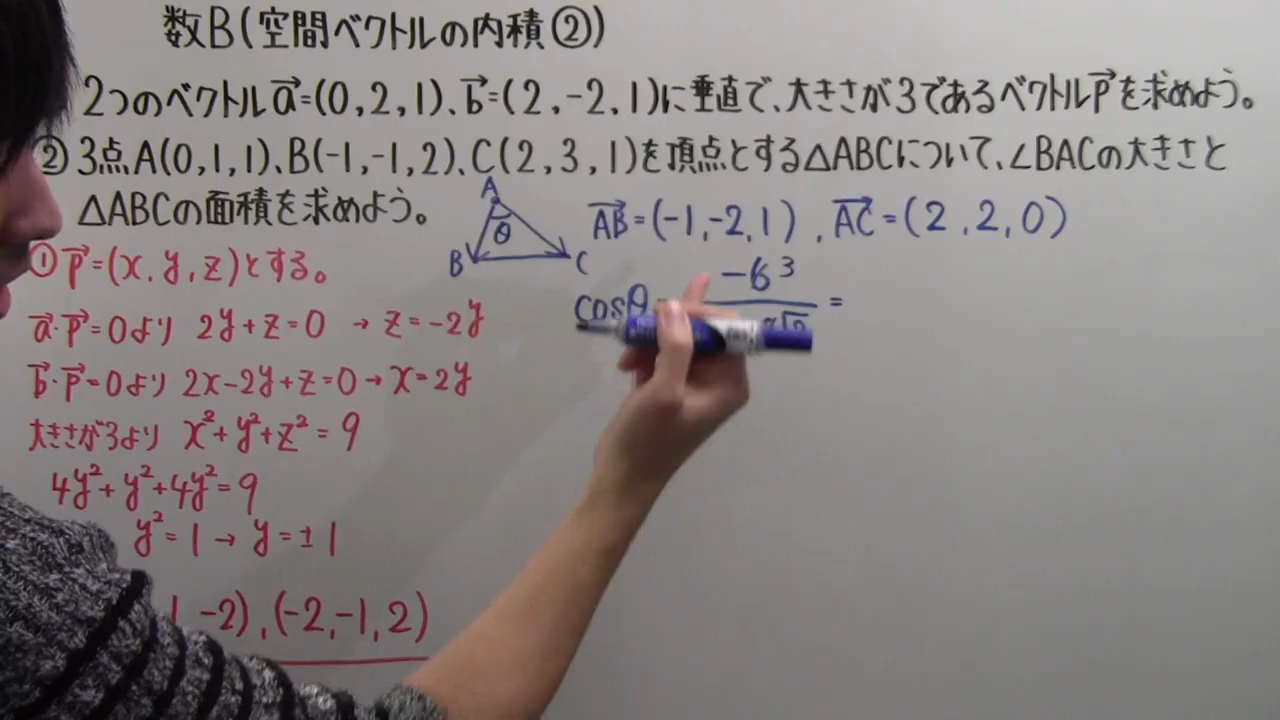 数B(空間ベクトルの内積②)
2つのベクトルa→=(0,2,1)、b→=(2,-2,1)に垂直で、大きさが3であるベクトルp→を求めよう。
②3点A(0,1,1)、B(-1,-1,2)、C(2,3,1)を頂点とする△ABCについて、∠BACの大きさと
△ABCの面積を求めよう。
A
B
C
θ
AB→=(-1,-2,1), AC→=(2,2,0)
①p→=(x,y,z)とする。
cosθ
-6 3
=
a→・p→=0より 2y+z=0 → z=-2y
b→・p→=0より 2x-2y+z=0→x=2y
大きさが3より x²+y²+z²=9
4y²+y²+4y²=9
y²=1→y=±1
-2),(-2,-1,2)